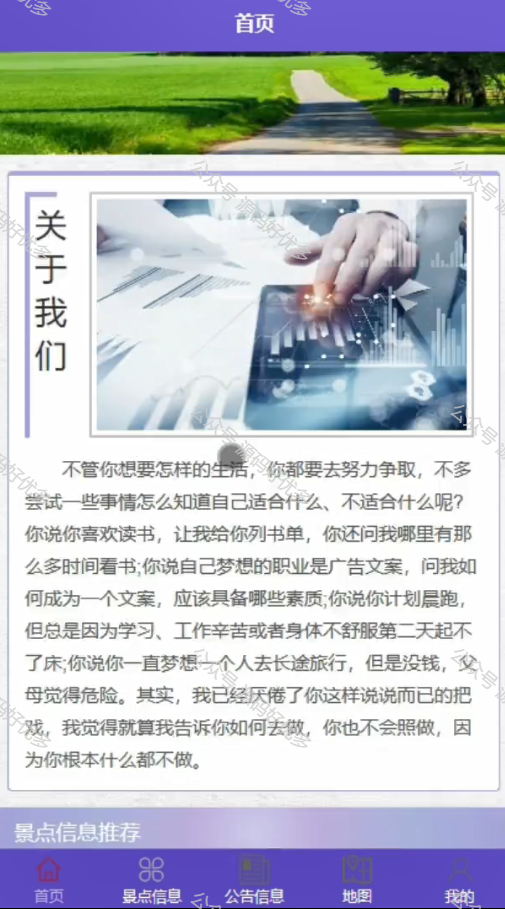 首页
关于我们
不管你想要怎样的生活，你都要去努力争取，不多
尝试一些事情怎么知道自己适合什么、不适合什么呢?
你说你喜欢读书，让我给你列书单，你还问我哪里有那
么多时间看书;你说自己梦想的职业是广告文案，问我如
何成为一个文案，应该具备哪些素质;你说你计划晨跑，
但总是因为学习、工作辛苦或者身体不舒服第二天起不
了床;你说你一直梦想一个人去长途旅行，但是没钱，父
母觉得危险。其实，我已经厌倦了你这样说说而已的把
戏，我觉得就算我告诉你如何去做，你也不会照做，因
为你根本什么都不做。
景点信息推荐
首页
景点信息
公告信息
地图
我的
公众号 源码好优多